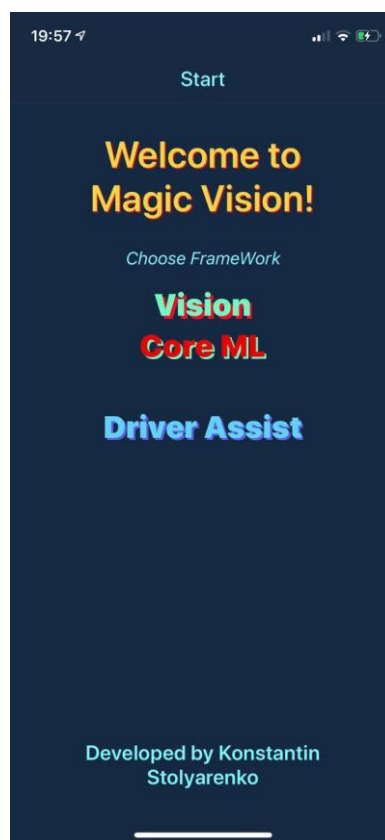 19:57
Start
Welcome to
Magic Vision!
Choose FrameWork
Vision
Core ML
Driver Assist
Developed by Konstantin
Stolyarenko